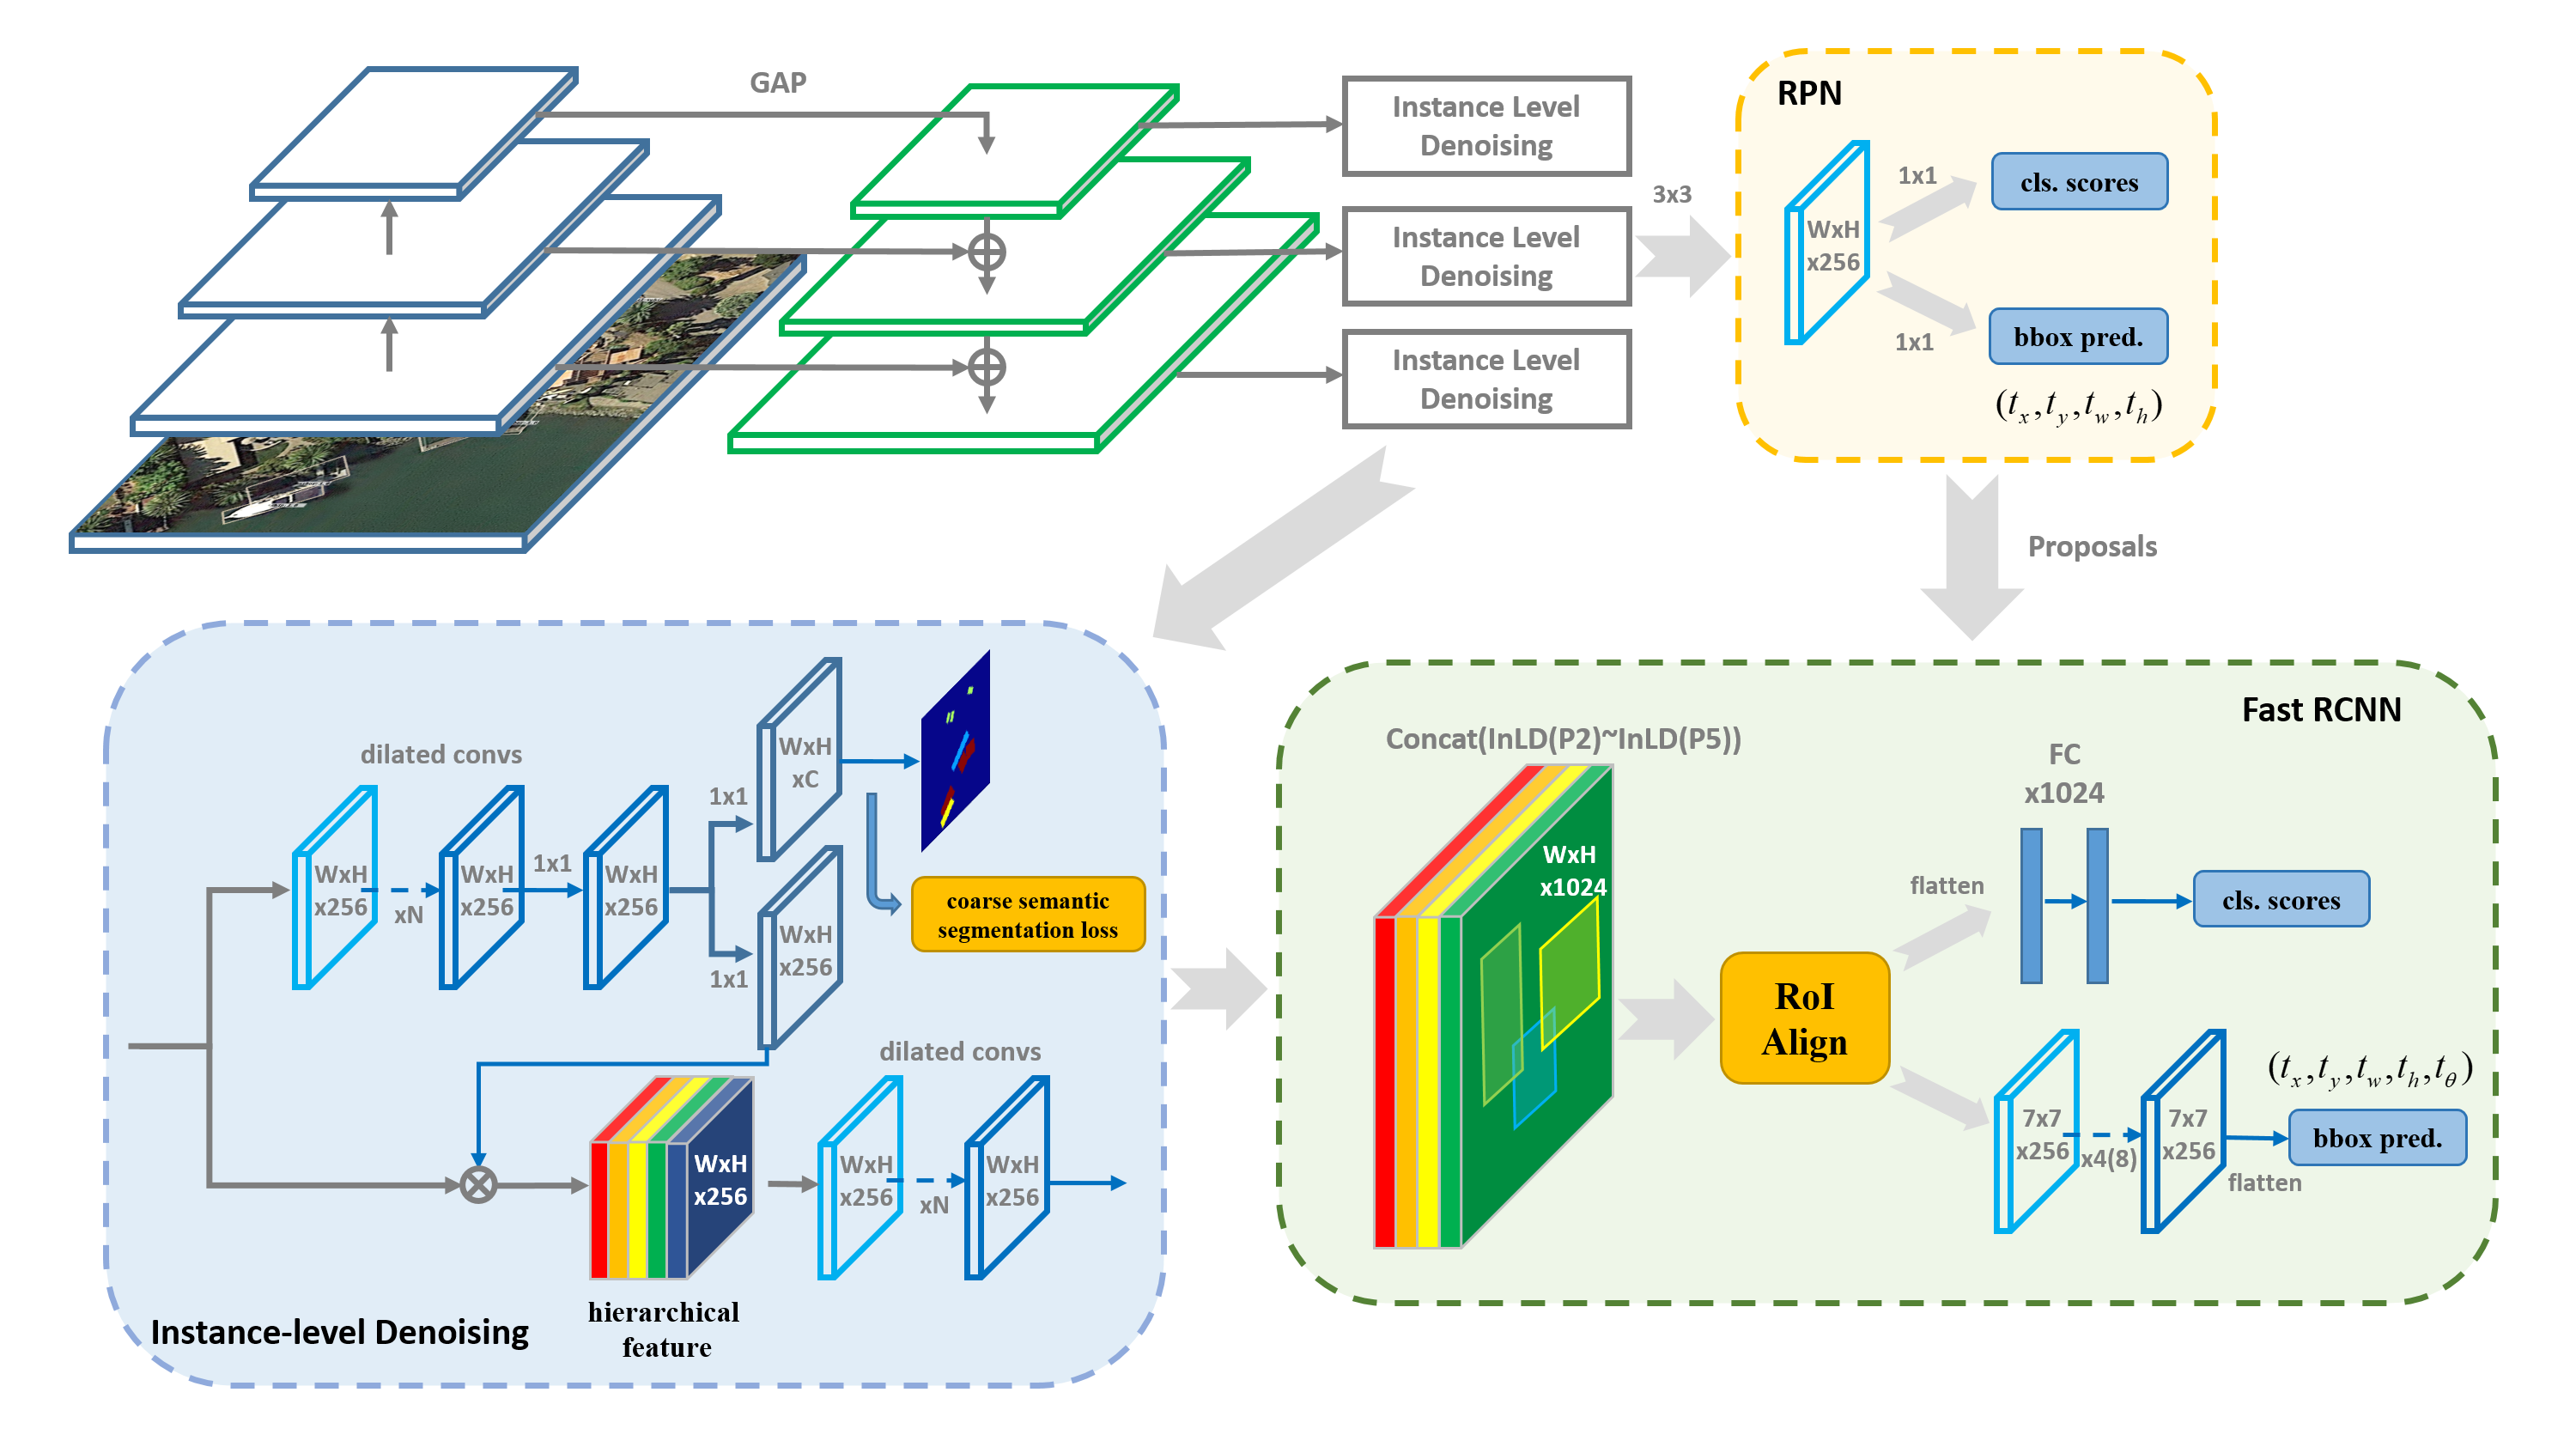 GAP
Instance Level
Denoising
Instance Level
Denoising
Instance Level
Denoising
3x3
RPN
WxH
x256
1x1
cls. scores
1x1
bbox pred.
(t_x, t_y, t_w, t_h)
Proposals
dilated convs
WxH
x256
xN
WxH
x256
1x1
WxH
x256
1x1
WxH
xC
1x1
WxH
x256
coarse semantic
segmentation loss
dilated convs
WxH
x256
hierarchical
feature
WxH
x256
xN
WxH
x256
Instance-level Denoising
Fast RCNN
Concat(InLD(P2)~InLD(P5))
WxH
x1024
RoI
Align
flatten
FC
x1024
cls. scores
7x7
x256
x4(8)
7x7
x256
flatten
(t_x, t_y, t_w, t_h, t_θ)
bbox pred.